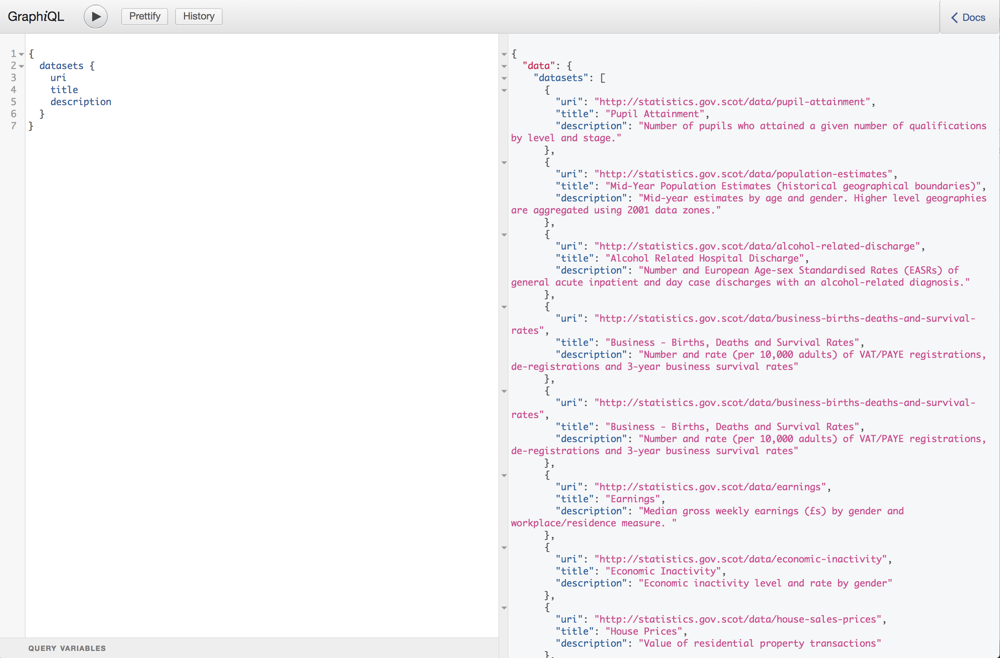 GraphiQL Prettify History Docs
1 {
2 datasets {
3 uri
4 title
5 description
6 }
7 }
QUERY VARIABLES
{
"data": {
"datasets": [
{
"uri": "http://statistics.gov.scot/data/pupil-attainment",
"title": "Pupil Attainment",
"description": "Number of pupils who attained a given number of qualifications
by level and stage."
},
{
"uri": "http://statistics.gov.scot/data/population-estimates",
"title": "Mid-Year Population Estimates (historical geographical boundaries)",
"description": "Mid-year estimates by age and gender. Higher level geographies
are aggregated using 2001 data zones."
},
{
"uri": "http://statistics.gov.scot/data/alcohol-related-discharge",
"title": "Alcohol Related Hospital Discharge",
"description": "Number and European Age-sex Standardised Rates (EASRs) of
general acute inpatient and day case discharges with an alcohol-related diagnosis."
},
{
"uri": "http://statistics.gov.scot/data/business-births-deaths-and-survival-
rates",
"title": "Business - Births, Deaths and Survival Rates",
"description": "Number and rate (per 10,000 adults) of VAT/PAYE registrations,
de-registrations and 3-year business survival rates"
},
{
"uri": "http://statistics.gov.scot/data/business-births-deaths-and-survival-
rates",
"title": "Business - Births, Deaths and Survival Rates",
"description": "Number and rate (per 10,000 adults) of VAT/PAYE registrations,
de-registrations and 3-year business survival rates"
},
{
"uri": "http://statistics.gov.scot/data/earnings",
"title": "Earnings",
"description": "Median gross weekly earnings (£s) by gender and
workplace/residence measure. "
},
{
"uri": "http://statistics.gov.scot/data/economic-inactivity",
"title": "Economic Inactivity",
"description": "Economic inactivity level and rate by gender"
},
{
"uri": "http://statistics.gov.scot/data/house-sales-prices",
"title": "House Prices",
"description": "Value of residential property transactions"
},